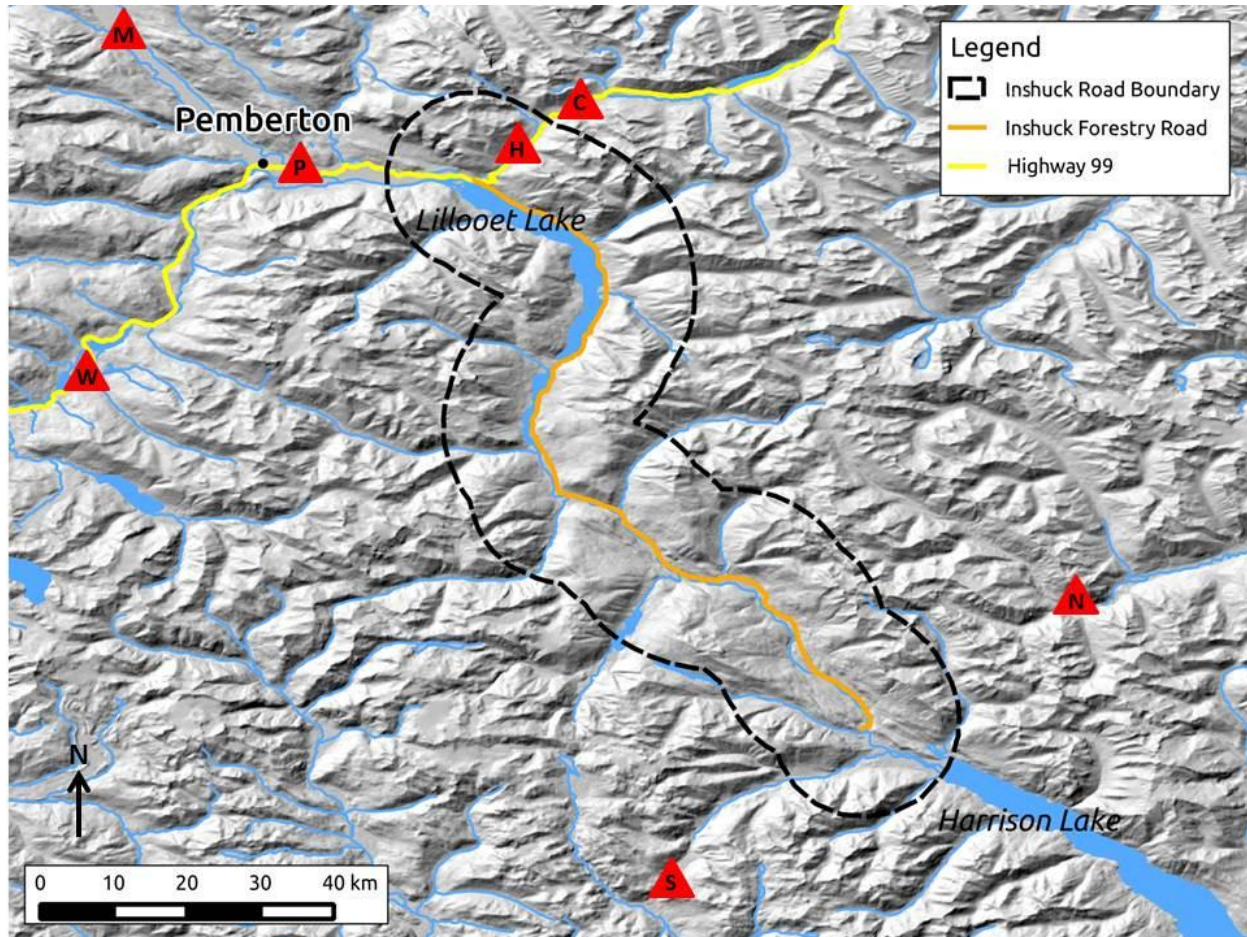 M
Legend
Inshuck Road Boundary
Inshuck Forestry Road
Highway 99
C
Pemberton
H
P
Lillooet Lake
W
N
N
Harrison Lake
S
0 10 20 30 40 km